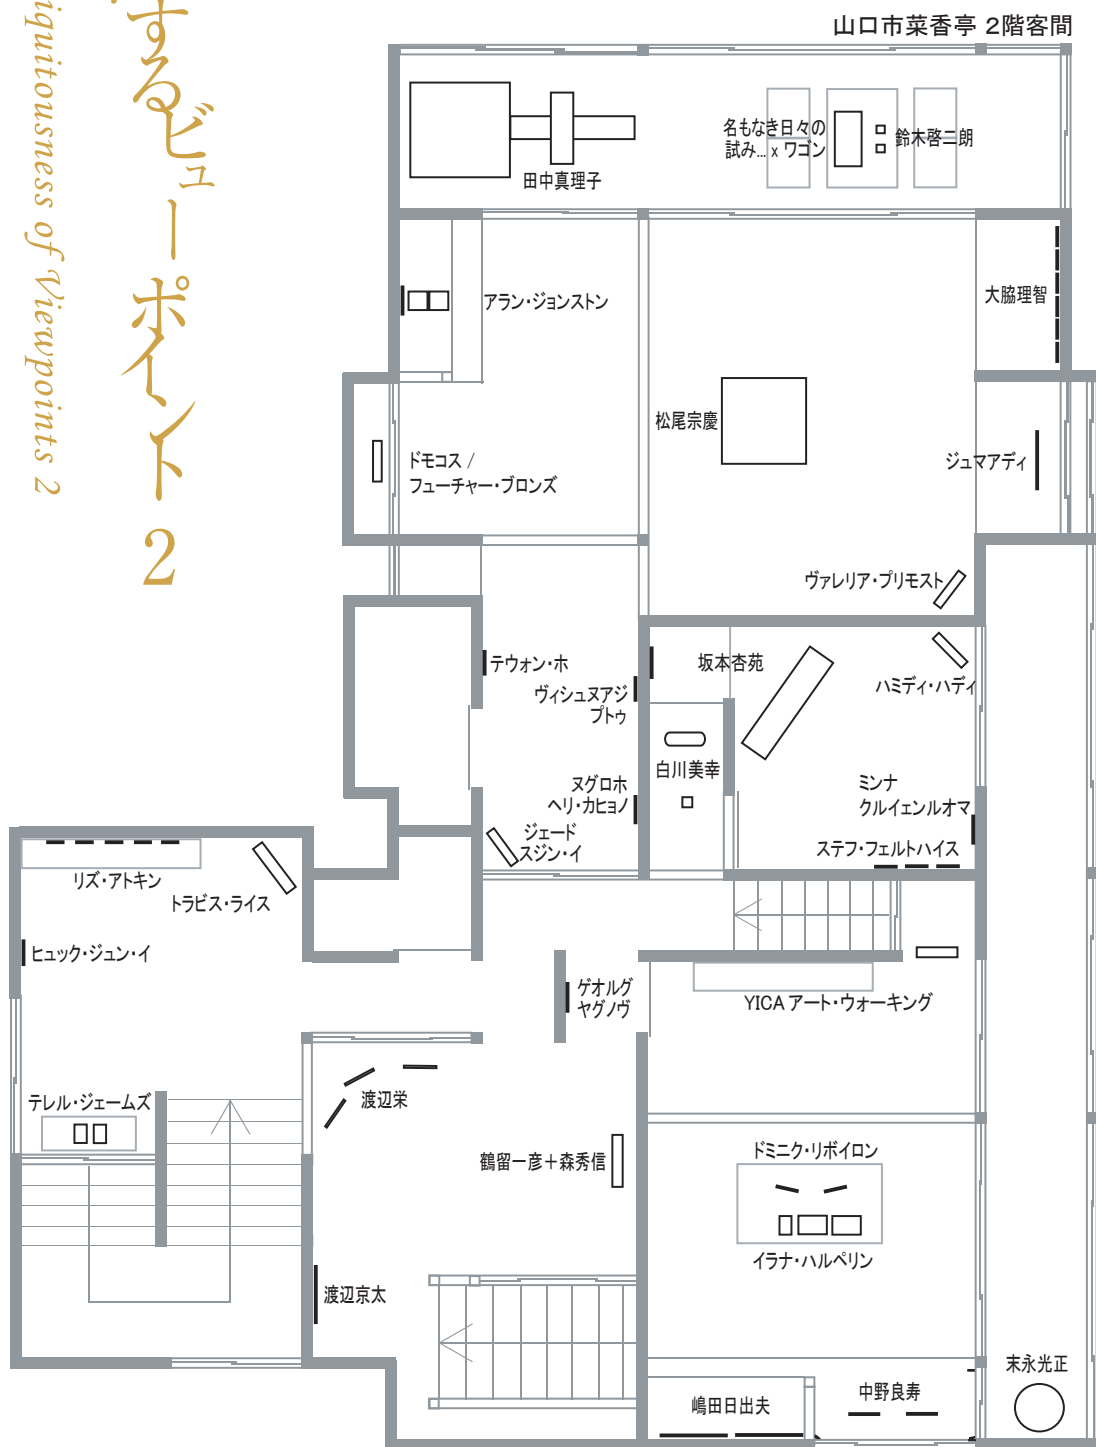 山口市菜香亭 2階客間
するビューポイント 2
iquitousness of Viewpoints 2
名もなき日々の
試み... x ワゴン
鈴木啓二朗
田中真理子
アラン・ジョンストン
大脇理智
松尾宗慶
ドモコス /
フューチャー・ブロンズ
ジュマアディ
ヴァレリア・プリモスト
テウォン・ホ
ヴィシュヌアジ
プトゥ
坂本杏苑
ハミディ・ハディ
白川美幸
ヌグロホ
ヘリ・カヒョノ
ミンナ
クルイェンルオマ
ジェード
スジン・イ
ステフ・フェルトハイス
リズ・アトキン
トラビス・ライス
ヒュック・ジュン・イ
ゲオルグ
ヤグノヴ
YICA アート・ウォーキング
テレル・ジェームズ
渡辺栄
鶴留一彦＋森秀信
ドミニク・リボイロン
イラナ・ハルペリン
渡辺京太
嶋田日出夫
中野良寿
末永光正